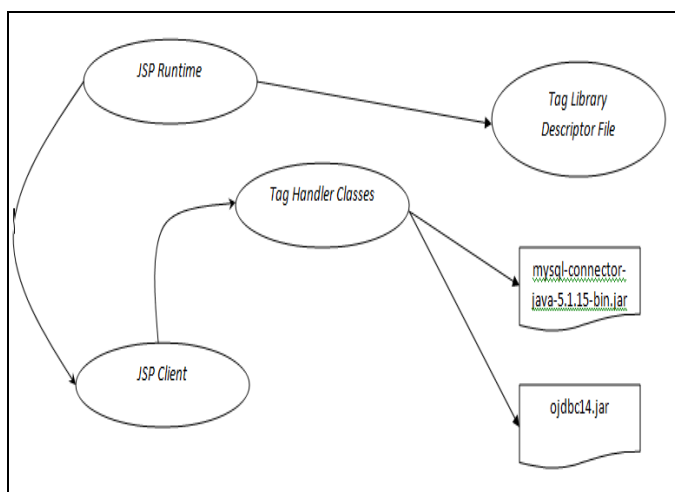 JSP Runtime
Tag Library
Descriptor File
Tag Handler Classes
mysql-connector-
java-5.1.15-bin.jar
JSP Client
ojdbc14.jar